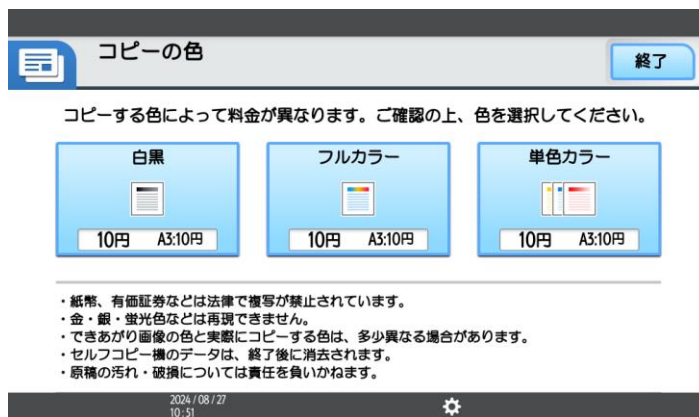 コピーの色
終了
コピーする色によって料金が異なります。ご確認の上、色を選択してください。
白黒
10円 A3:10円
フルカラー
10円 A3:10円
単色カラー
10円 A3:10円
・紙幣、有価証券などは法律で複写が禁止されています。
・金・銀・蛍光色などは再現できません。
・できあがり画像の色と実際にコピーする色は、多少異なる場合があります。
・セルフコピー機のデータは、終了後に消去されます。
・原稿の汚れ・破損については責任を負いかねます。
2024/08/27
10:51